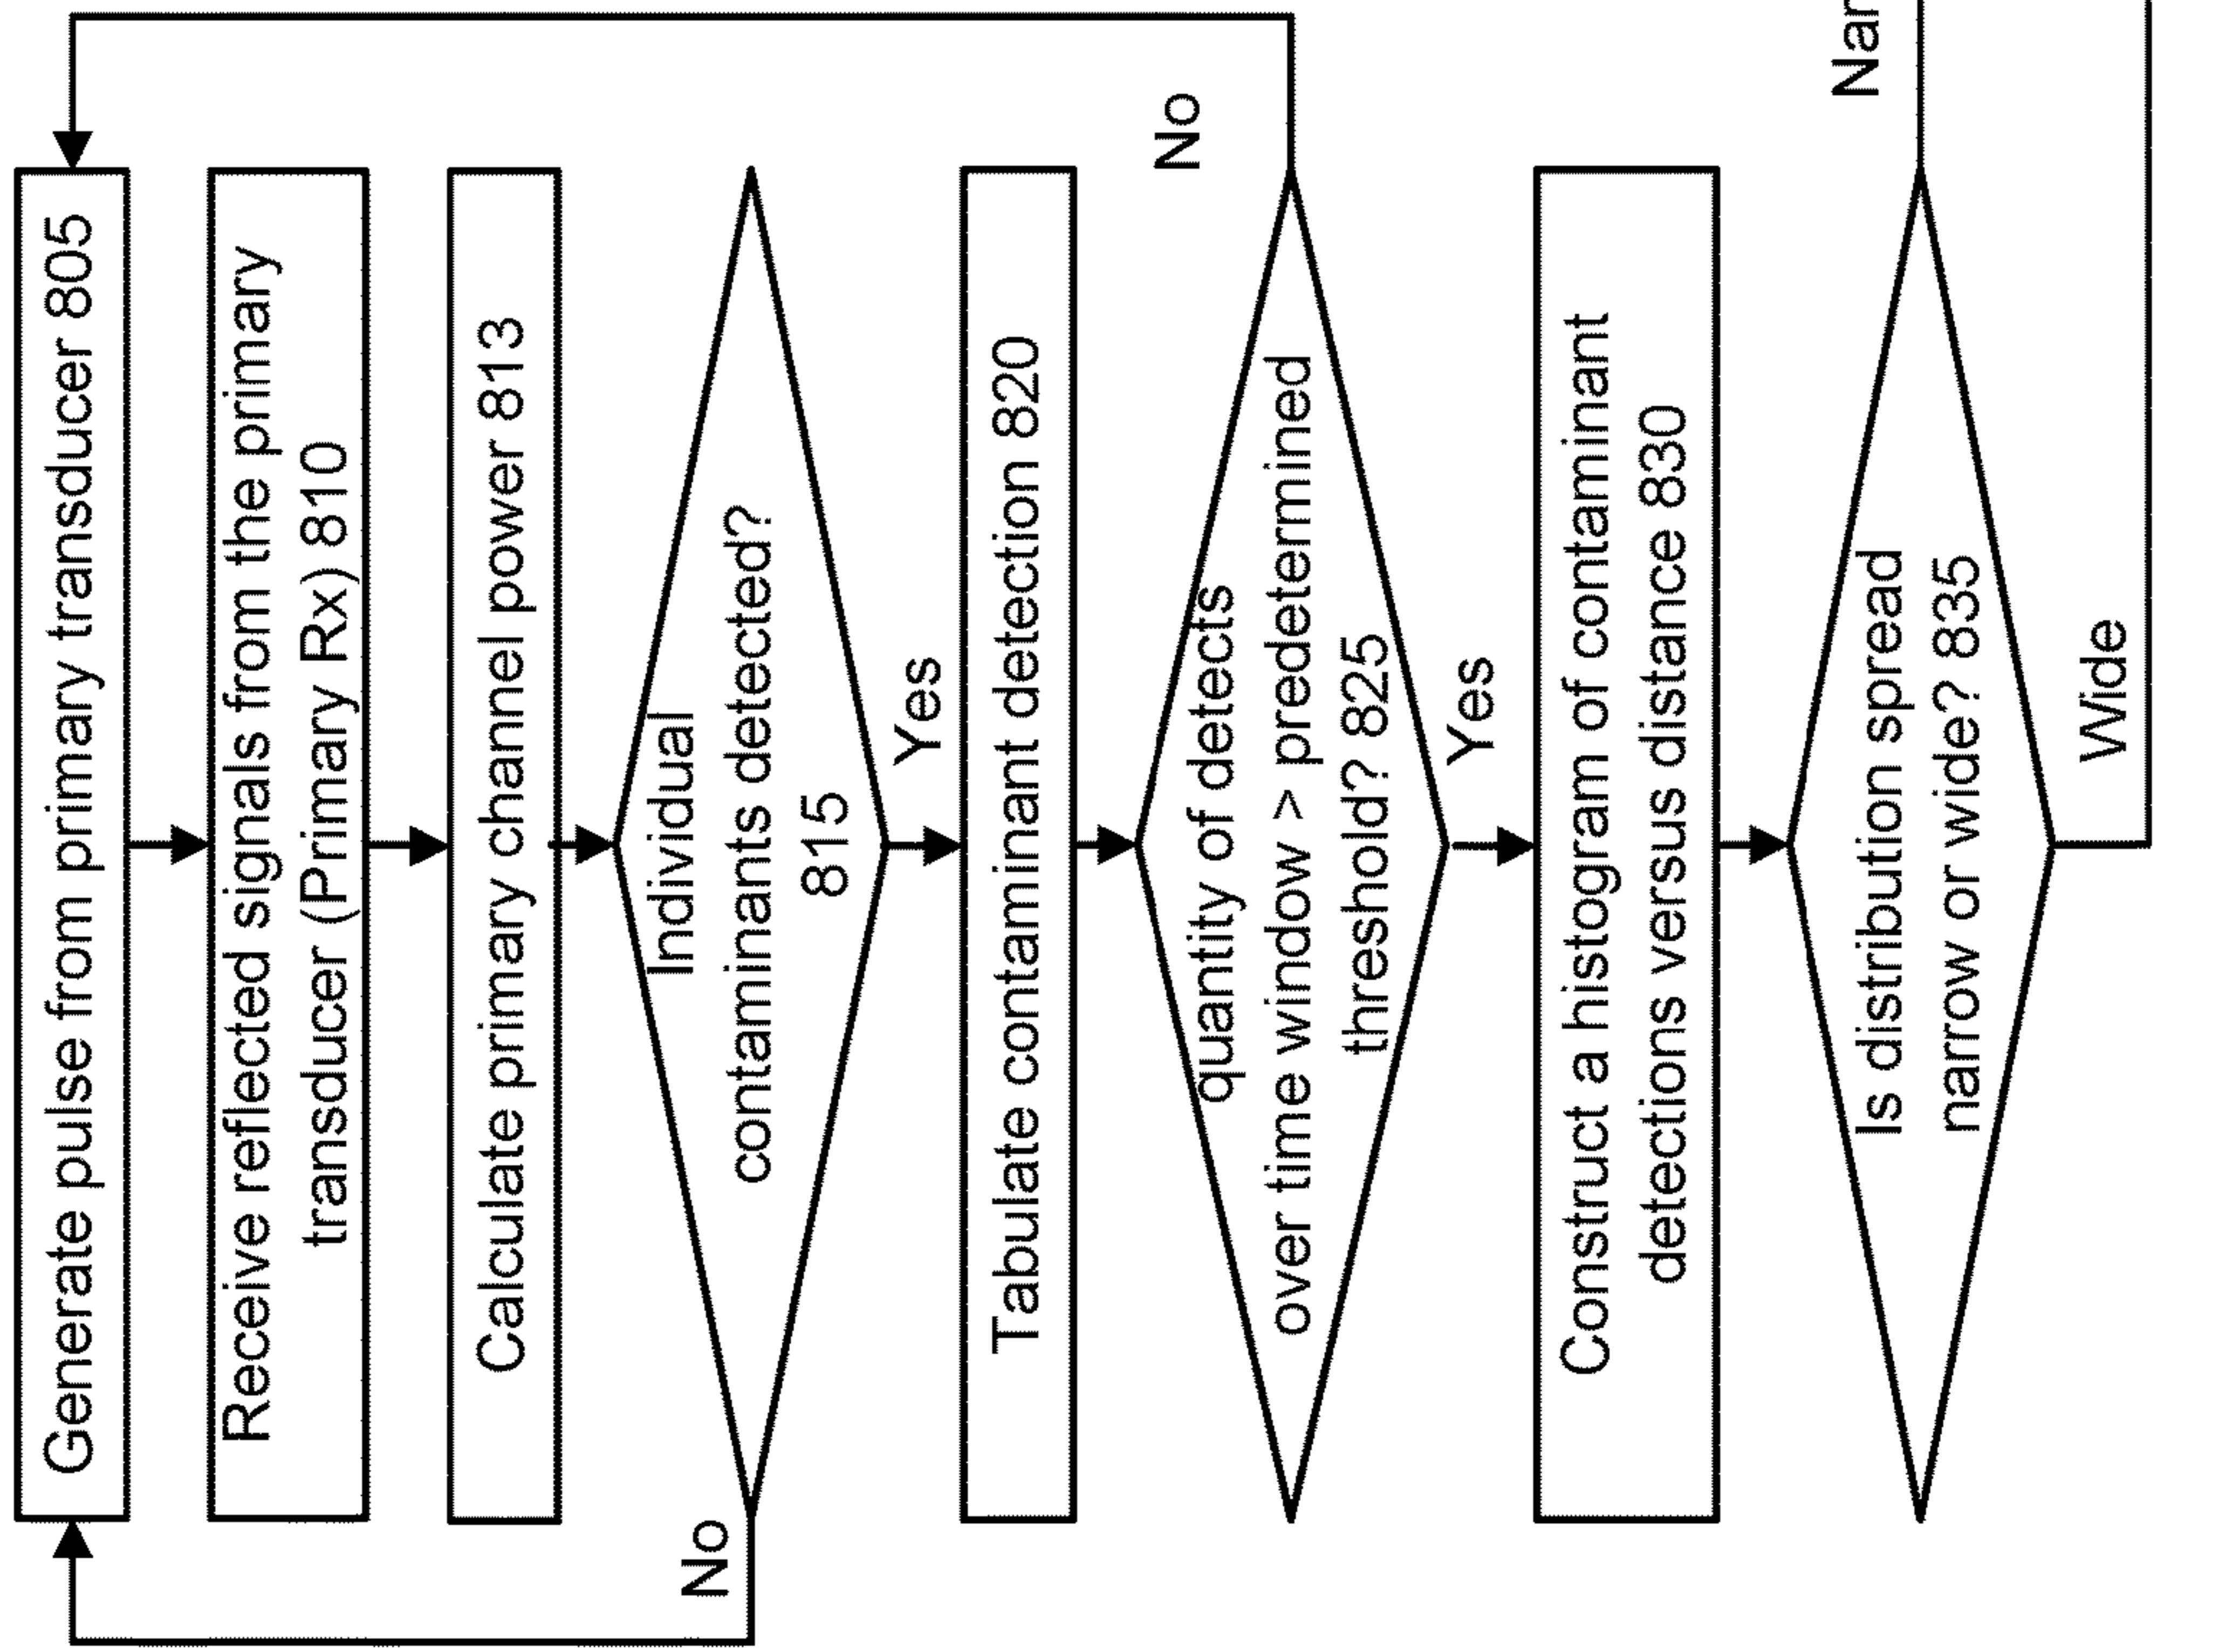 Generate pulse from primary transducer 805
Receive reflected signals from the primary
transducer (Primary Rx) 810
Calculate primary channel power 813
Individual
contaminants detected?
815
No
Yes
Tabulate contaminant detection 820
quantity of detects
over time window > predetermined
threshold? 825
No
Yes
Construct a histogram of contaminant
detections versus distance 830
Is distribution spread
narrow or wide? 835
Wide